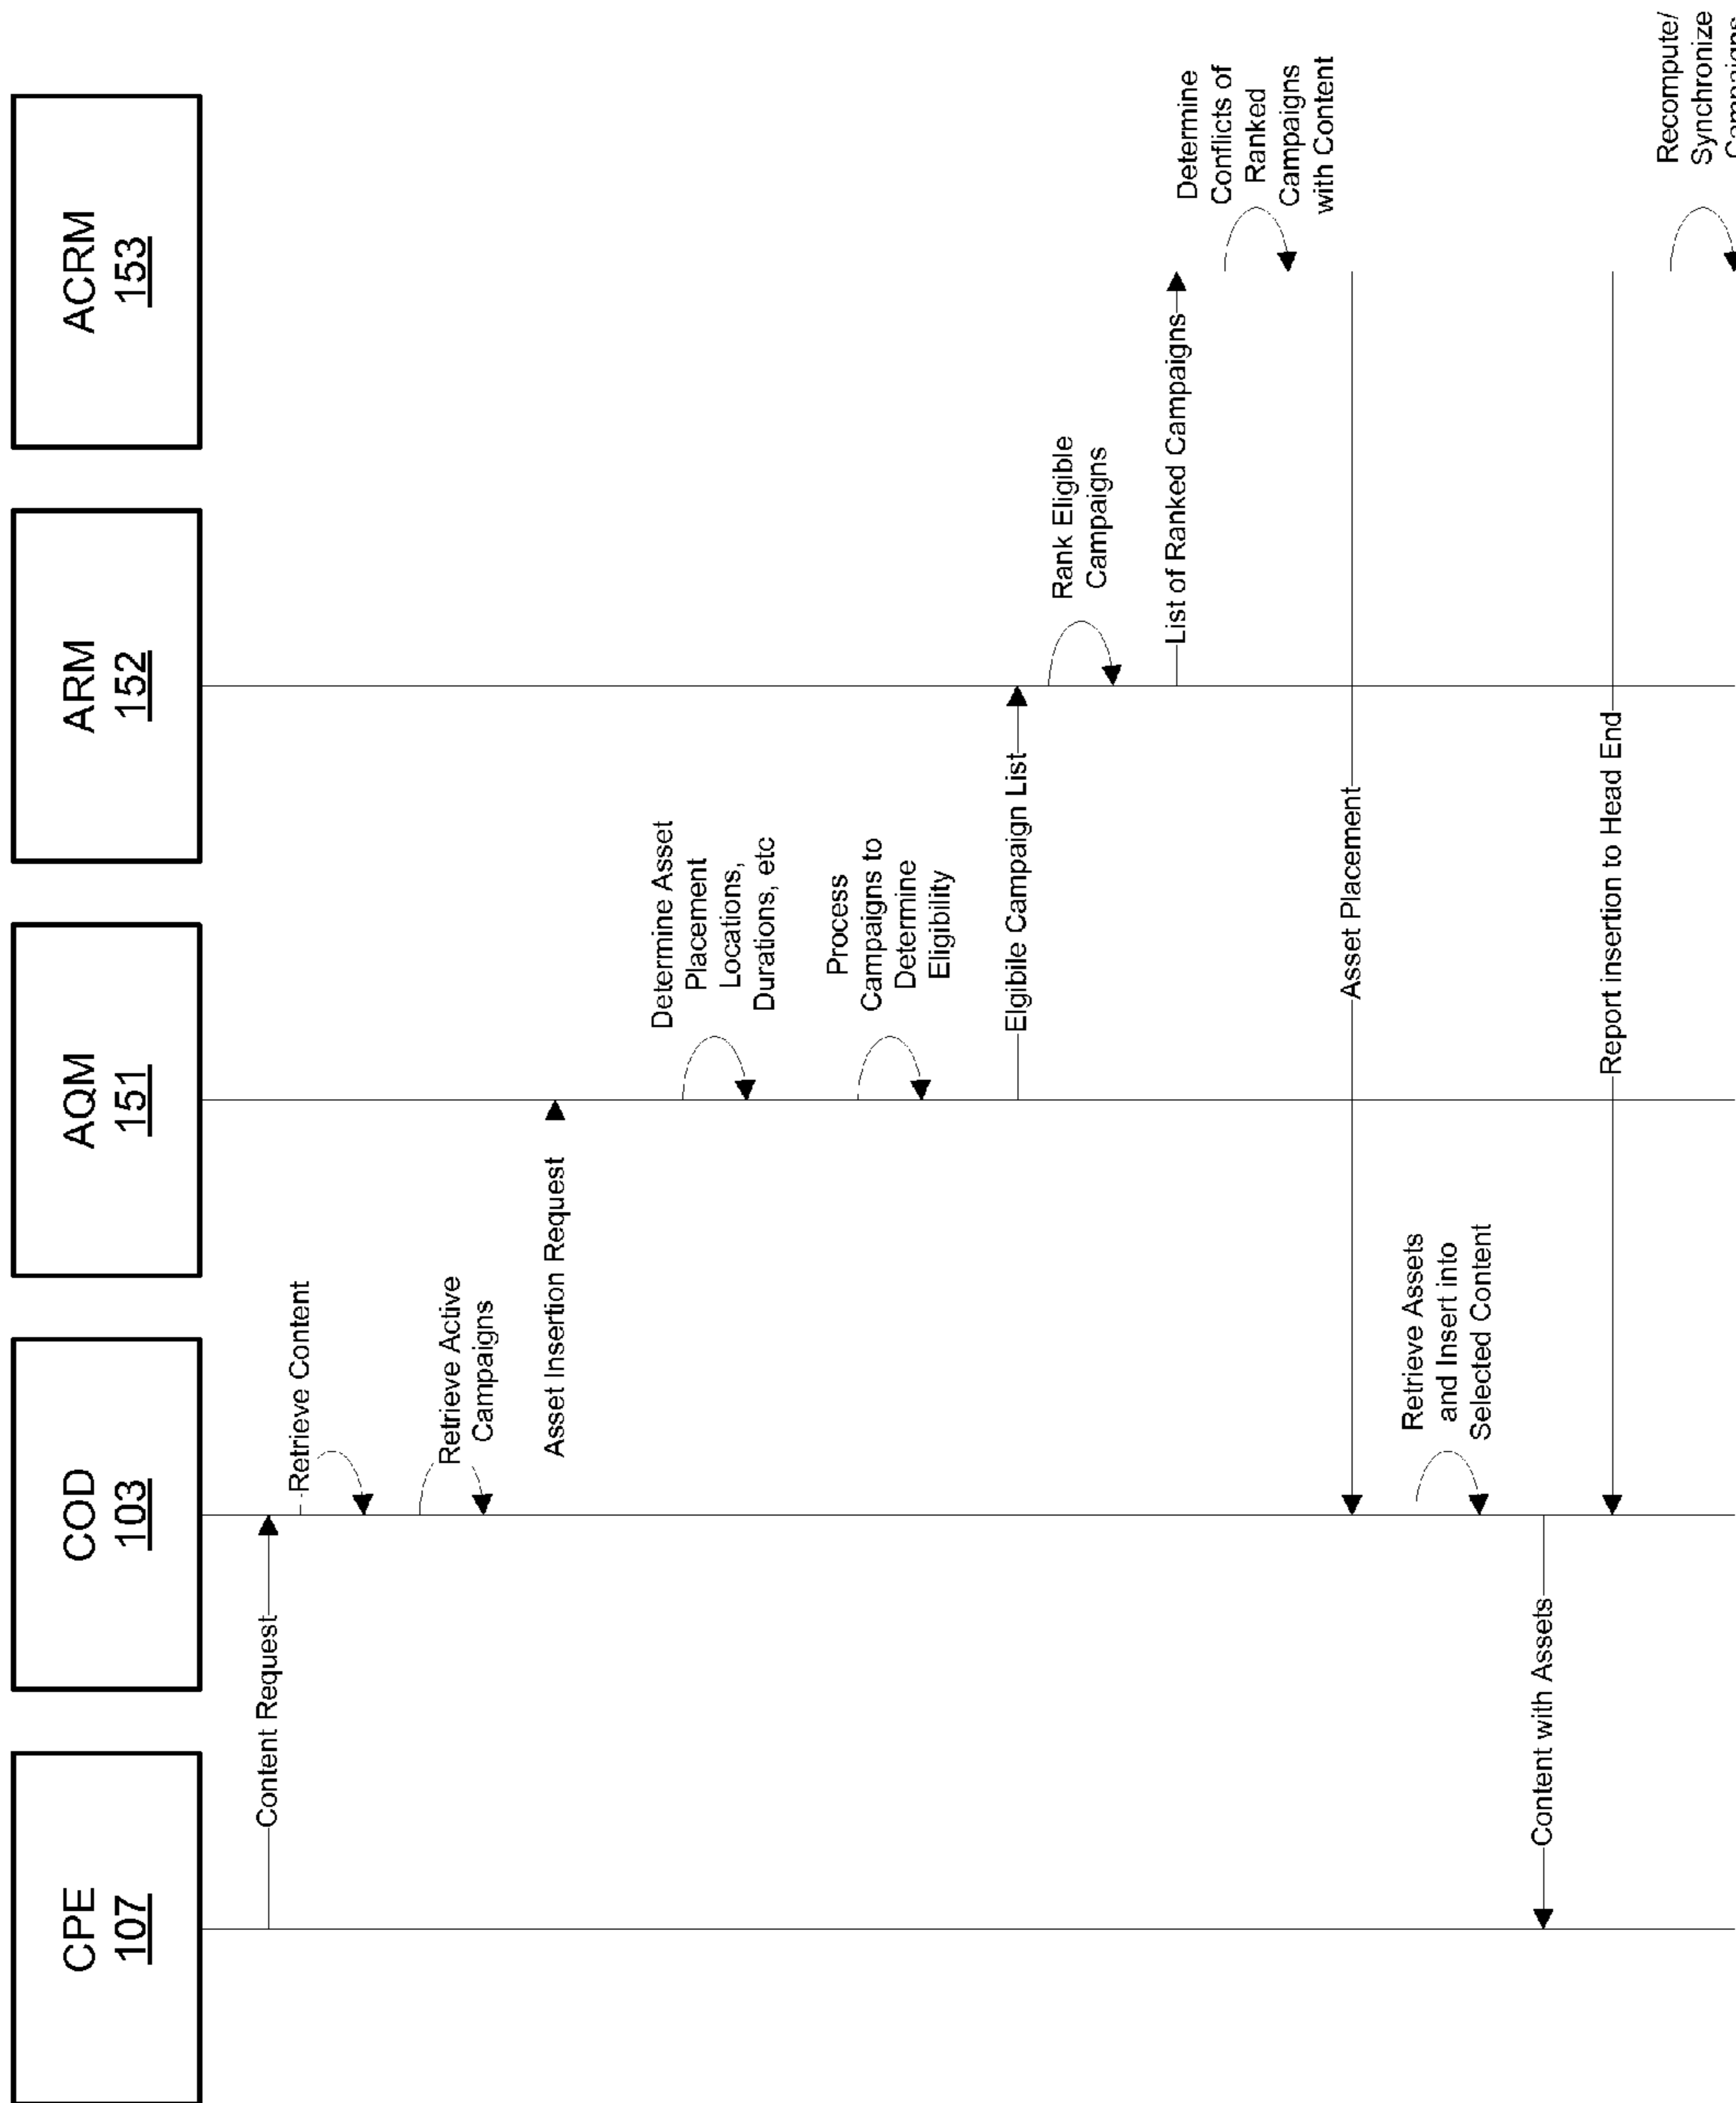 CPE
107
COD
103
AQM
151
ARM
152
ACRM
153
Content Request
Retrieve Content
Retrieve Active
Campaigns
Asset Insertion Request
Determine Asset
Placement
Locations,
Durations, etc
Process
Campaigns to
Determine
Eligibility
Elgibile Campaign List
Rank Eligible
Campaigns
List of Ranked Campaigns
Determine
Conflicts of
Ranked
Campaigns
with Content
Asset Placement
Retrieve Assets
and Insert into
Selected Content
Content with Assets
Report insertion to Head End
Recompute/
Synchronize
Campaigns